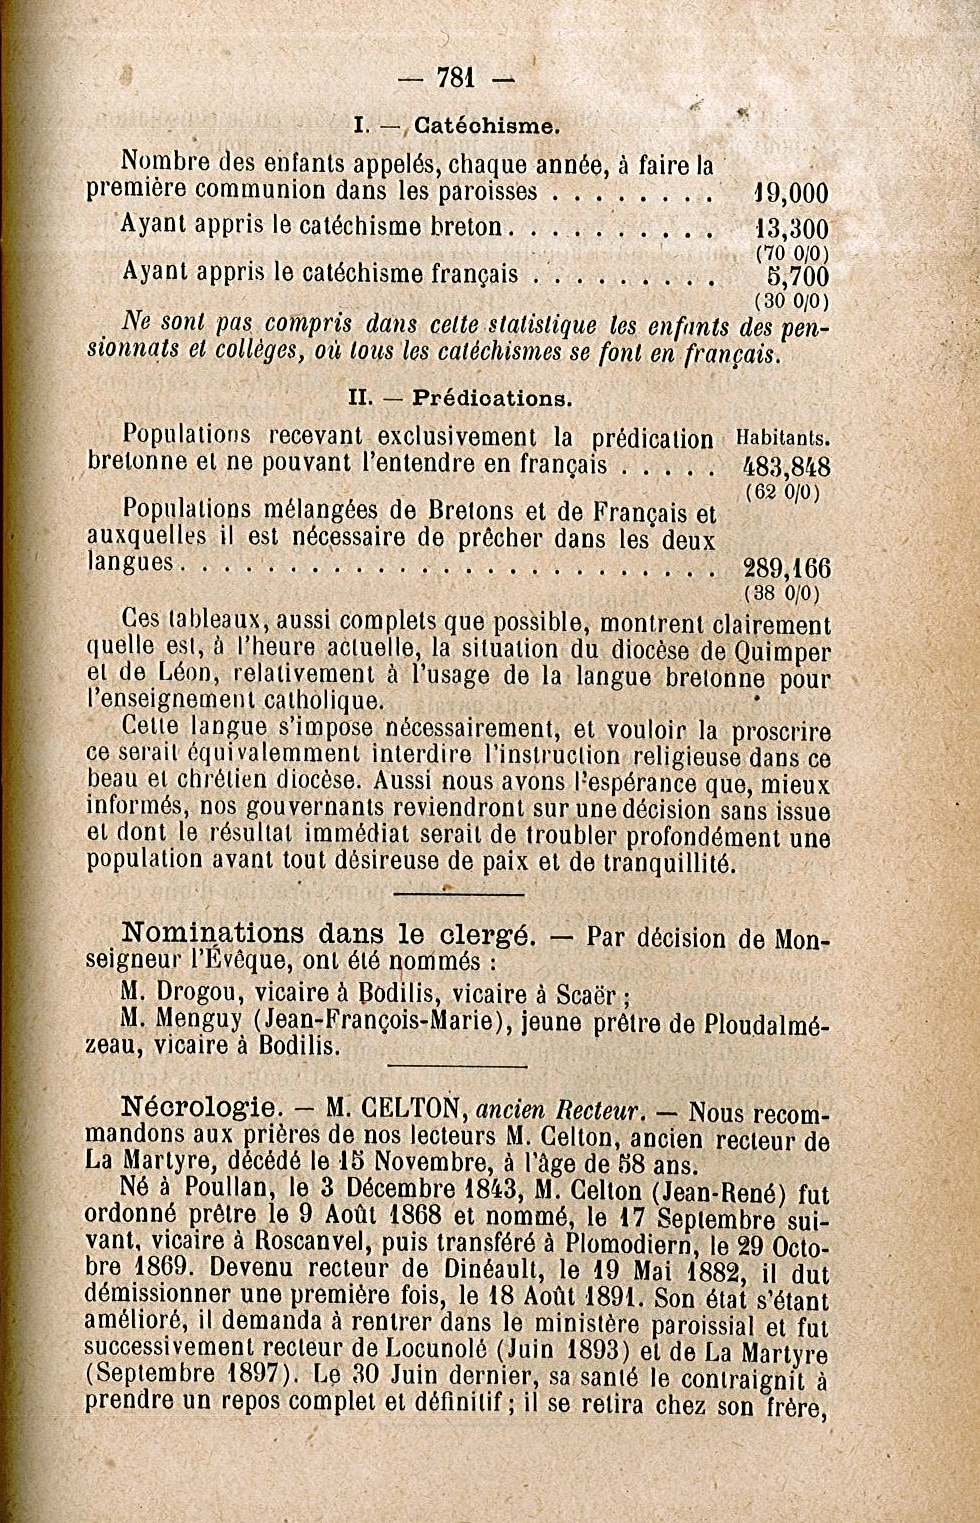 — 781 —
I. — Catéchisme.
Nombre des enfants appelés, chaque année, à faire la
première communion dans les paroisses . . . . . . . . 19,000
Ayant appris le catéchisme breton. . . . . . . . . . 13,300
(70 0/0)
Ayant appris le catéchisme français . . . . . . . . . 5,700
(30 0/0)
Ne sont pas compris dans cette statistique les enfants des pen-
sionnats et collèges, où tous les catéchismes se font en français.
II. — Prédications.
Populations recevant exclusivement la prédication Habitants.
bretonne et ne pouvant l'entendre en français . . . . . 483,848
(62 0/0)
Populations mélangées de Bretons et de Français et
auxquelles il est nécessaire de prêcher dans les deux
langues. . . . . . . . . . . . . . . . . . . . . . . . . 289,166
(38 0/0)
Ces tableaux, aussi complets que possible, montrent clairement
quelle est, à l'heure actuelle, la situation du diocèse de Quimper
et de Léon, relativement à l'usage de la langue bretonne pour
l'enseignement catholique.
Cette langue s'impose nécessairement, et vouloir la proscrire
ce serait équivalemment interdire l'instruction religieuse dans ce
beau et chrétien diocèse. Aussi nous avons l'espérance que, mieux
informés, nos gouvernants reviendront sur une décision sans issue
et dont le résultat immédiat serait de troubler profondément une
population avant tout désireuse de paix et de tranquillité.
Nominations dans le clergé. — Par décision de Mon-
seigneur l'Évêque, ont été nommés :
M. Drogou, vicaire à Bodilis, vicaire à Scaër ;
M. Menguy (Jean-François-Marie), jeune prêtre de Ploudalmé-
zeau, vicaire à Bodilis.
Nécrologie. — M. CELTON, ancien Recteur. — Nous recom-
mandons aux prières de nos lecteurs M. Celton, ancien recteur de
La Martyre, décédé le 15 Novembre, à l'âge de 58 ans.
Né à Poullan, le 3 Décembre 1843, M. Celton (Jean-René) fut
ordonné prêtre le 9 Août 1868 et nommé, le 17 Septembre sui-
vant, vicaire à Roscanvel, puis transféré à Plomodiern, le 29 Octo-
bre 1869. Devenu recteur de Dinéault, le 19 Mai 1882, il dut
démissionner une première fois, le 18 Août 1891. Son état s'étant
amélioré, il demanda à rentrer dans le ministère paroissial et fut
successivement recteur de Locunolé (Juin 1893) et de La Martyre
(Septembre 1897). Le 30 Juin dernier, sa santé le contraignit à
prendre un repos complet et définitif ; il se retira chez son frère,